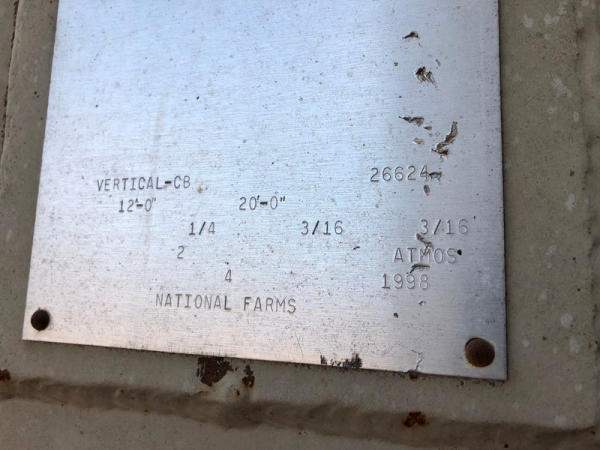 VERTICAL-CB 26624
12'-0" 20'-0"
1/4 3/16 3/16
2 ATMOS
4 1998
NATIONAL FARMS